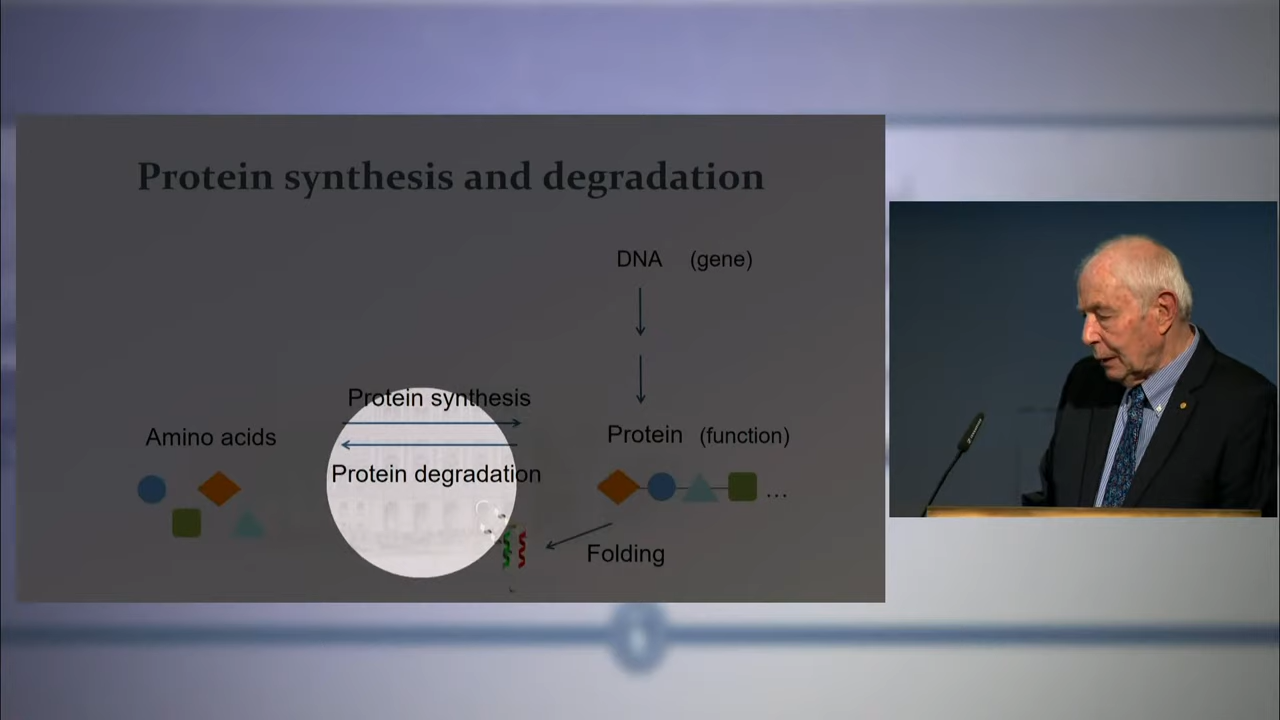 Protein synthesis and degradation
DNA (gene)
Protein synthesis
Amino acids
Protein (function)
Protein degradation
...
Folding